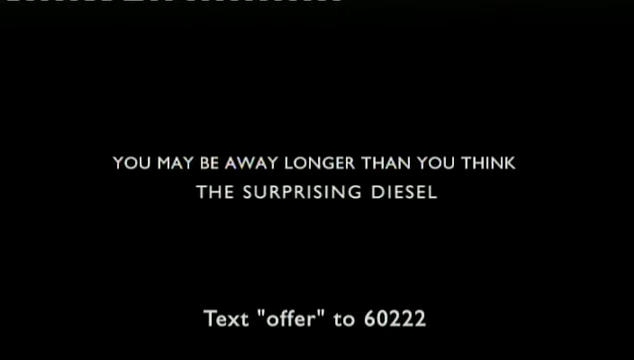 YOU MAY BE AWAY LONGER THAN YOU THINK
THE SURPRISING DIESEL
Text "offer" to 60222